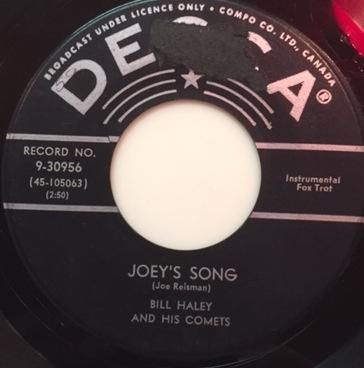 BROADCAST UNDER LICENCE ONLY • COMPO CO. LTD., CANADA
DECCA®
RECORD NO.
9-30956
(45-105063)
(2:50)
Instrumental
Fox Trot
JOEY'S SONG
(Joe Reisman)
BILL HALEY
AND HIS COMETS